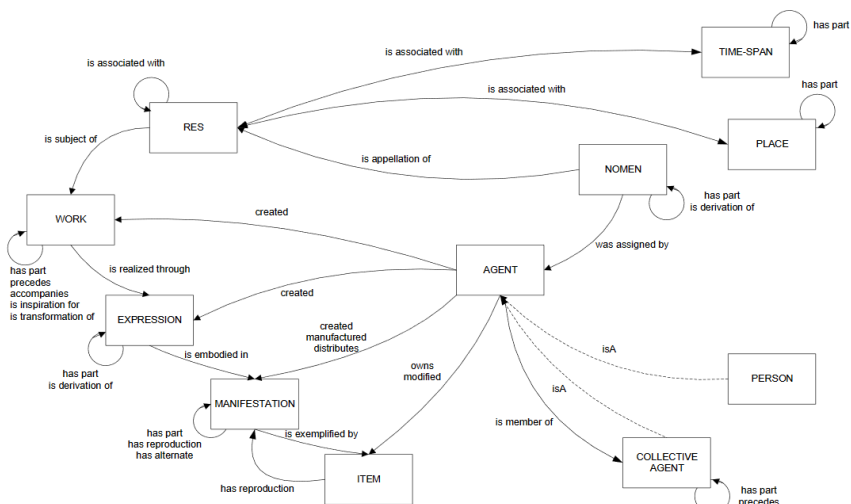 has part
is associated with
TIME-SPAN
is associated with
has part
is associated with
RES
PLACE
is subject of
is appellation of
NOMEN
has part
is derivation of
WORK
created
was assigned by
has part
precedes
accompanies
is inspiration for
is transformation of
is realized through
AGENT
created
EXPRESSION
created
manufactured
distributes
is embodied in
has part
is derivation of
owns
modified
isA
PERSON
isA
MANIFESTATION
is member of
has part
has reproduction
has alternate
is exemplified by
COLLECTIVE
AGENT
ITEM
has reproduction
has part
precedes